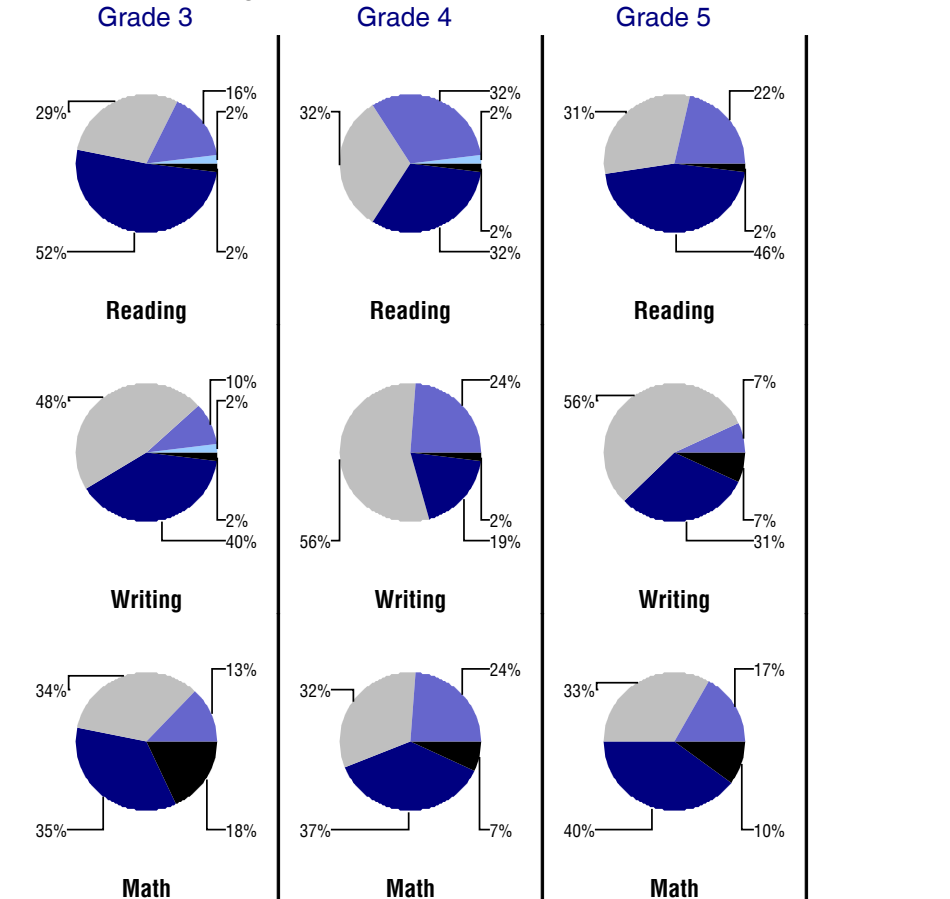 Grade 3 Grade 4 Grade 5
16% 32% 22%
29% 2% 32% 2% 31%
2% 2%
52% 2% 32% 46%
Reading Reading Reading
10% 24% 7%
48% 2% 56%
2% 2% 7%
40% 56% 19% 31%
Writing Writing Writing
13% 24% 17%
34% 32% 33%
35% 18% 37% 7% 40% 10%
Math Math Math